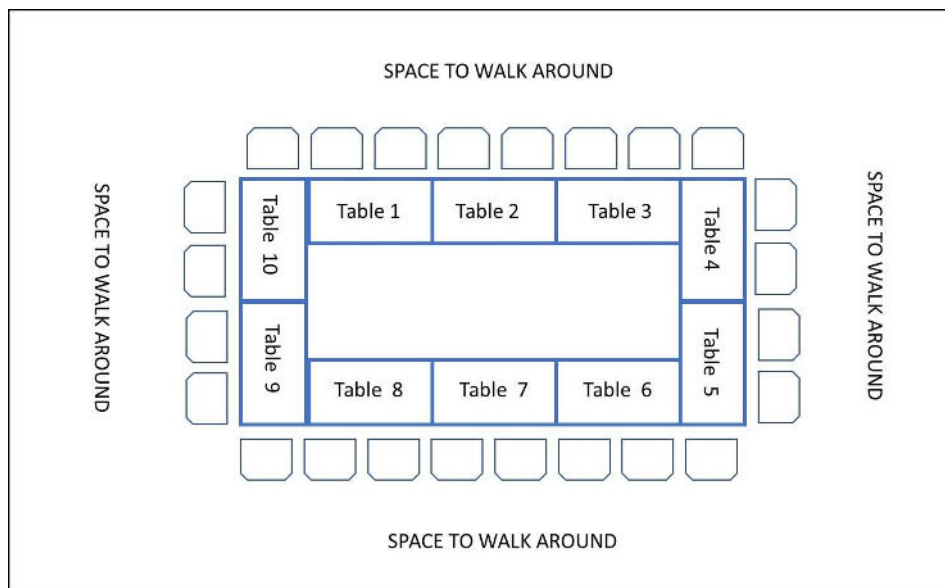 SPACE TO WALK AROUND
SPACE TO WALK AROUND
Table 10
Table 1
Table 2
Table 3
Table 4
SPACE TO WALK AROUND
Table 9
Table 8
Table 7
Table 6
Table 5
SPACE TO WALK AROUND